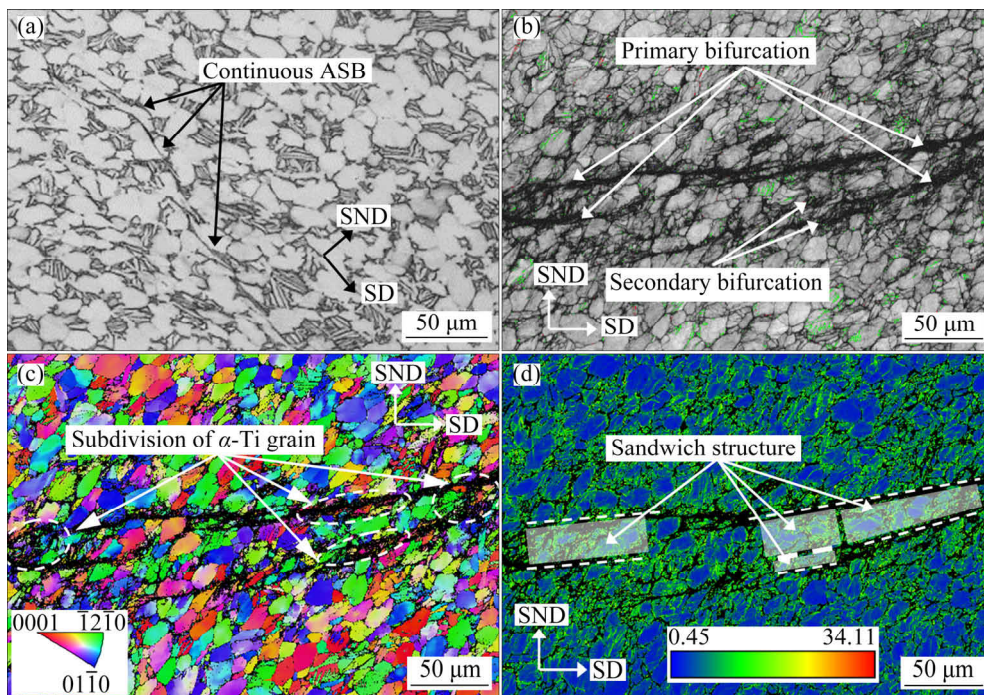 (a)
Continuous ASB
SND
SD
50 μm
(b)
Primary bifurcation
Secondary bifurcation
SND
SD
50 μm
(c)
SND
SD
Subdivision of α-Ti grain
0001
1̅21̅0
011̅0
50 μm
(d)
Sandwich structure
SND
SD
0.45
34.11
50 μm